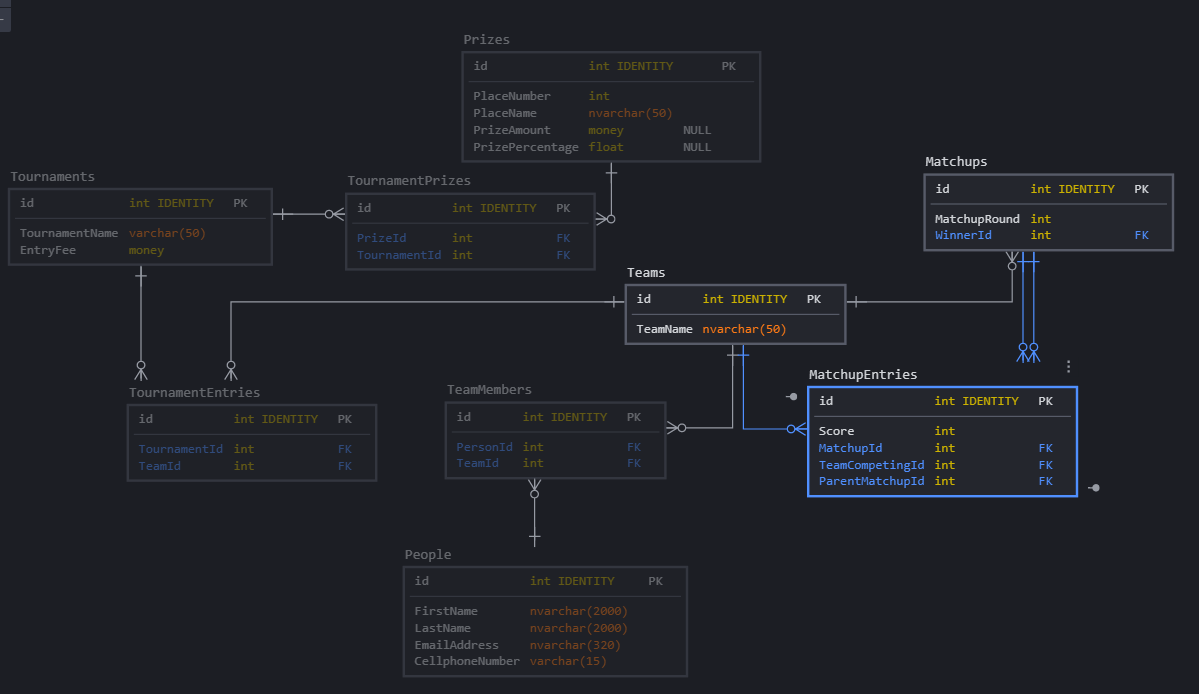 Prizes
id int IDENTITY PK
PlaceNumber int
PlaceName nvarchar(50)
PrizeAmount money NULL
PrizePercentage float NULL
Matchups
id int IDENTITY PK
MatchupRound int
WinnerId int FK
Tournaments
id int IDENTITY PK
TournamentName varchar(50)
EntryFee money
TournamentPrizes
id int IDENTITY PK
PrizeId int FK
TournamentId int FK
Teams
id int IDENTITY PK
TeamName nvarchar(50)
MatchupEntries
id int IDENTITY PK
Score int
MatchupId int FK
TeamCompetingId int FK
ParentMatchupId int FK
TournamentEntries
id int IDENTITY PK
TournamentId int FK
TeamId int FK
TeamMembers
id int IDENTITY PK
PersonId int FK
TeamId int FK
People
id int IDENTITY PK
FirstName nvarchar(2000)
LastName nvarchar(2000)
EmailAddress nvarchar(320)
CellphoneNumber varchar(15)